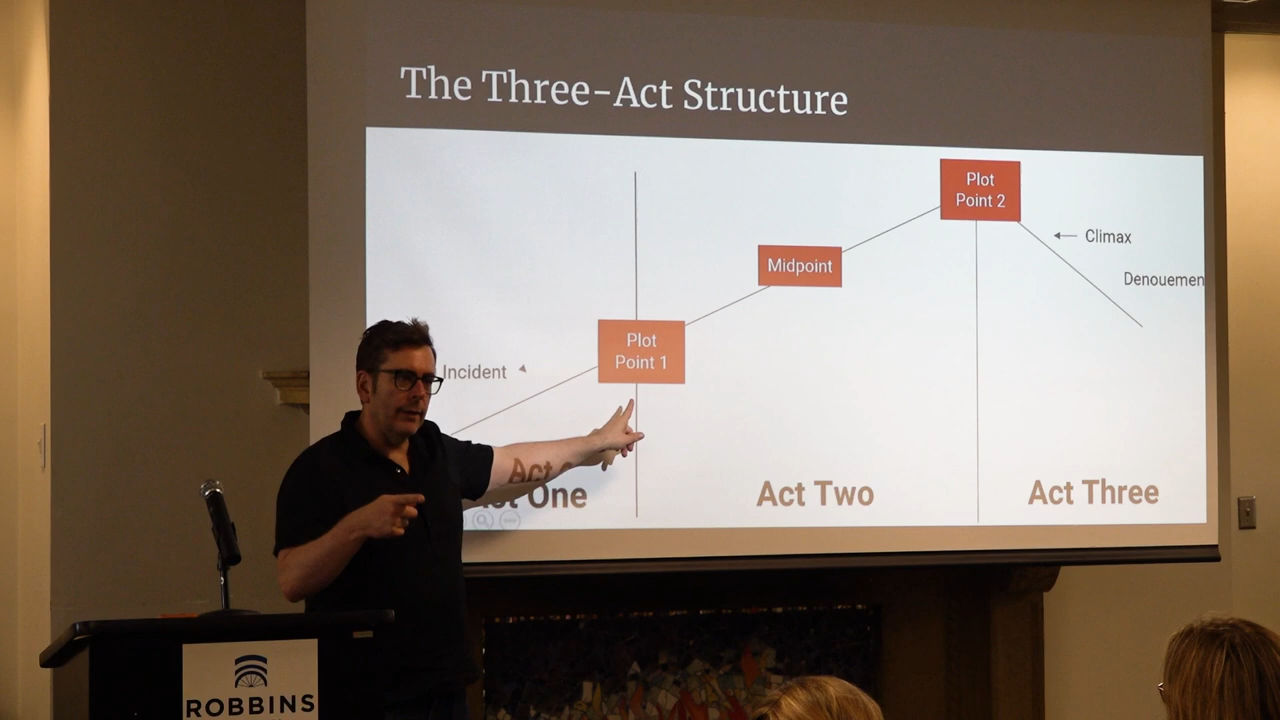 The Three-Act Structure
Plot
Point 2
Climax
Midpoint
Denouemen
Plot
Point 1
Incident
Act One
Act Two
Act Three
ROBBINS